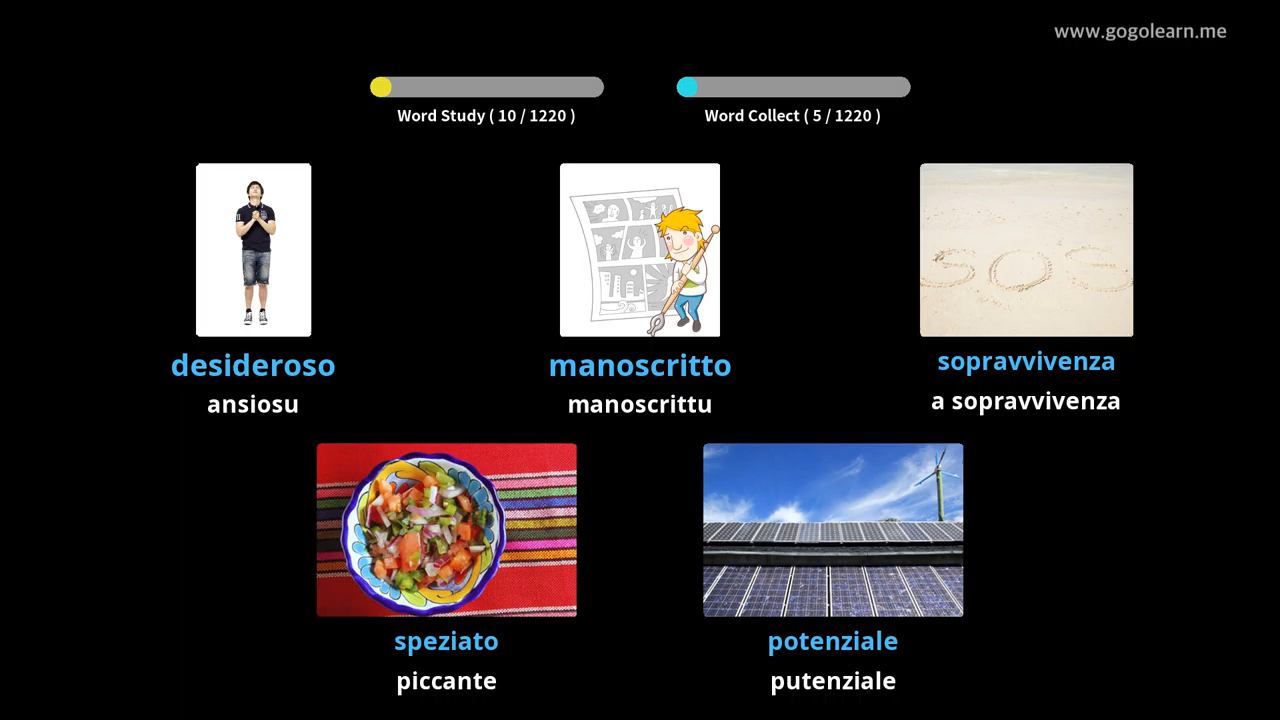 www.gogolearn.me
Word Study ( 10 / 1220 )
Word Collect ( 5 / 1220 )
desideroso
ansiosu
manoscritto
manoscrittu
SOS
sopravvivenza
a sopravvivenza
speziato
piccante
potenziale
putenziale